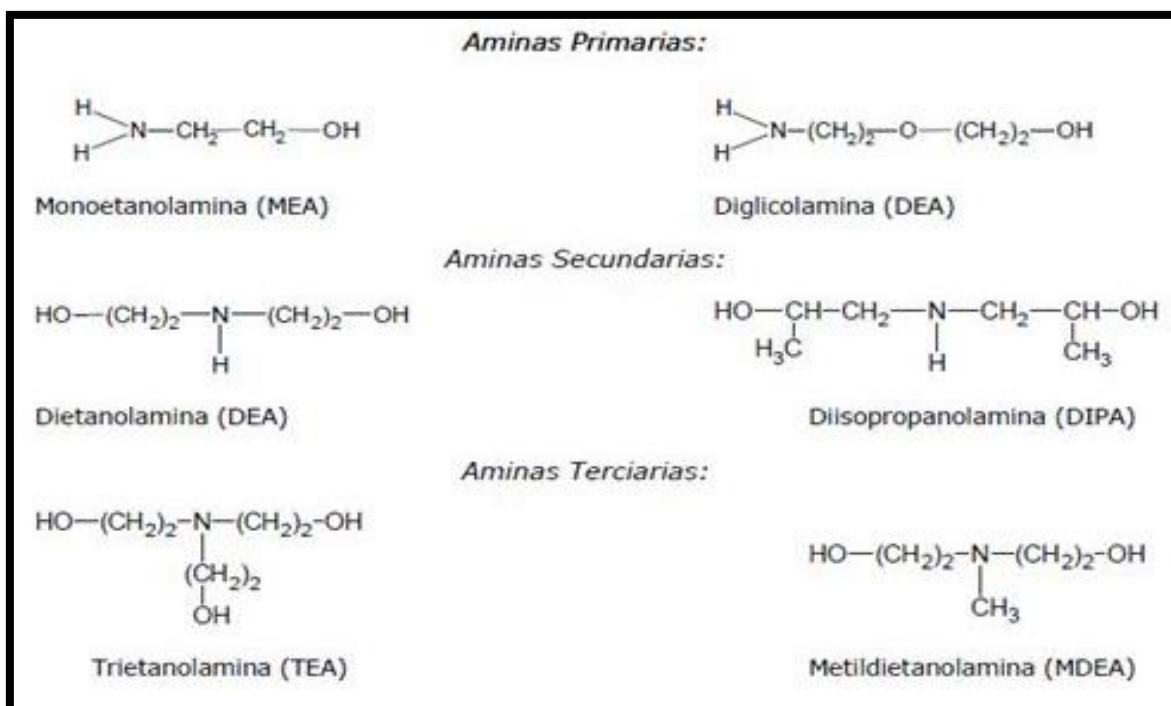 Aminas Primarias:
H
N—CH₂—CH₂—OH
H
H
N—(CH₂)₂—O—(CH₂)₂—OH
H
Monoetanolamina (MEA)
Diglicolamina (DEA)
Aminas Secundarias:
HO—(CH₂)₂—N—(CH₂)₂—OH
H
HO—CH—CH₂—N—CH₂—CH—OH
H₃C
H
CH₃
Dietanolamina (DEA)
Diisopropanolamina (DIPA)
Aminas Terciarias:
HO—(CH₂)₂—N—(CH₂)₂-OH
(CH₂)₂
OH
HO—(CH₂)₂—N—(CH₂)₂-OH
CH₃
Trietanolamina (TEA)
Metildietanolamina (MDEA)